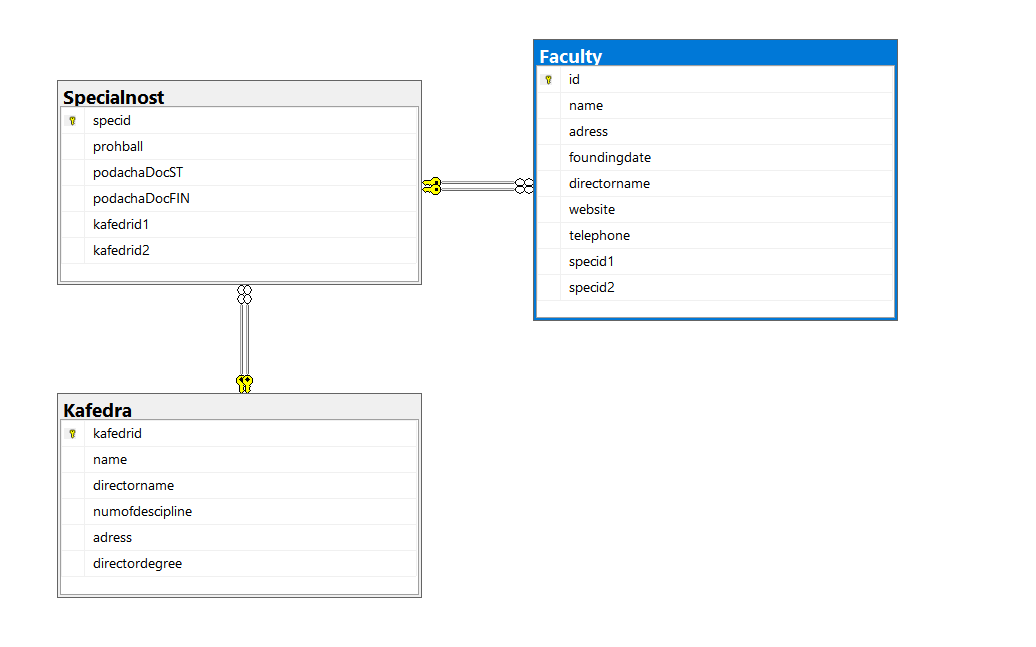 Specialnost
specid
prohball
podachaDocST
podachaDocFIN
kafedrid1
kafedrid2
Faculty
id
name
adress
foundingdate
directorname
website
telephone
specid1
specid2
Kafedra
kafedrid
name
directorname
numofdescipline
adress
directordegree